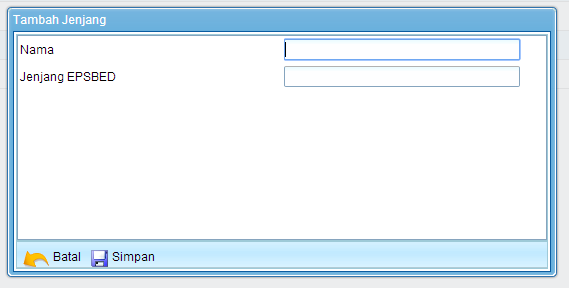 Tambah Jenjang
Nama
Jenjang EPSBED
Batal Simpan